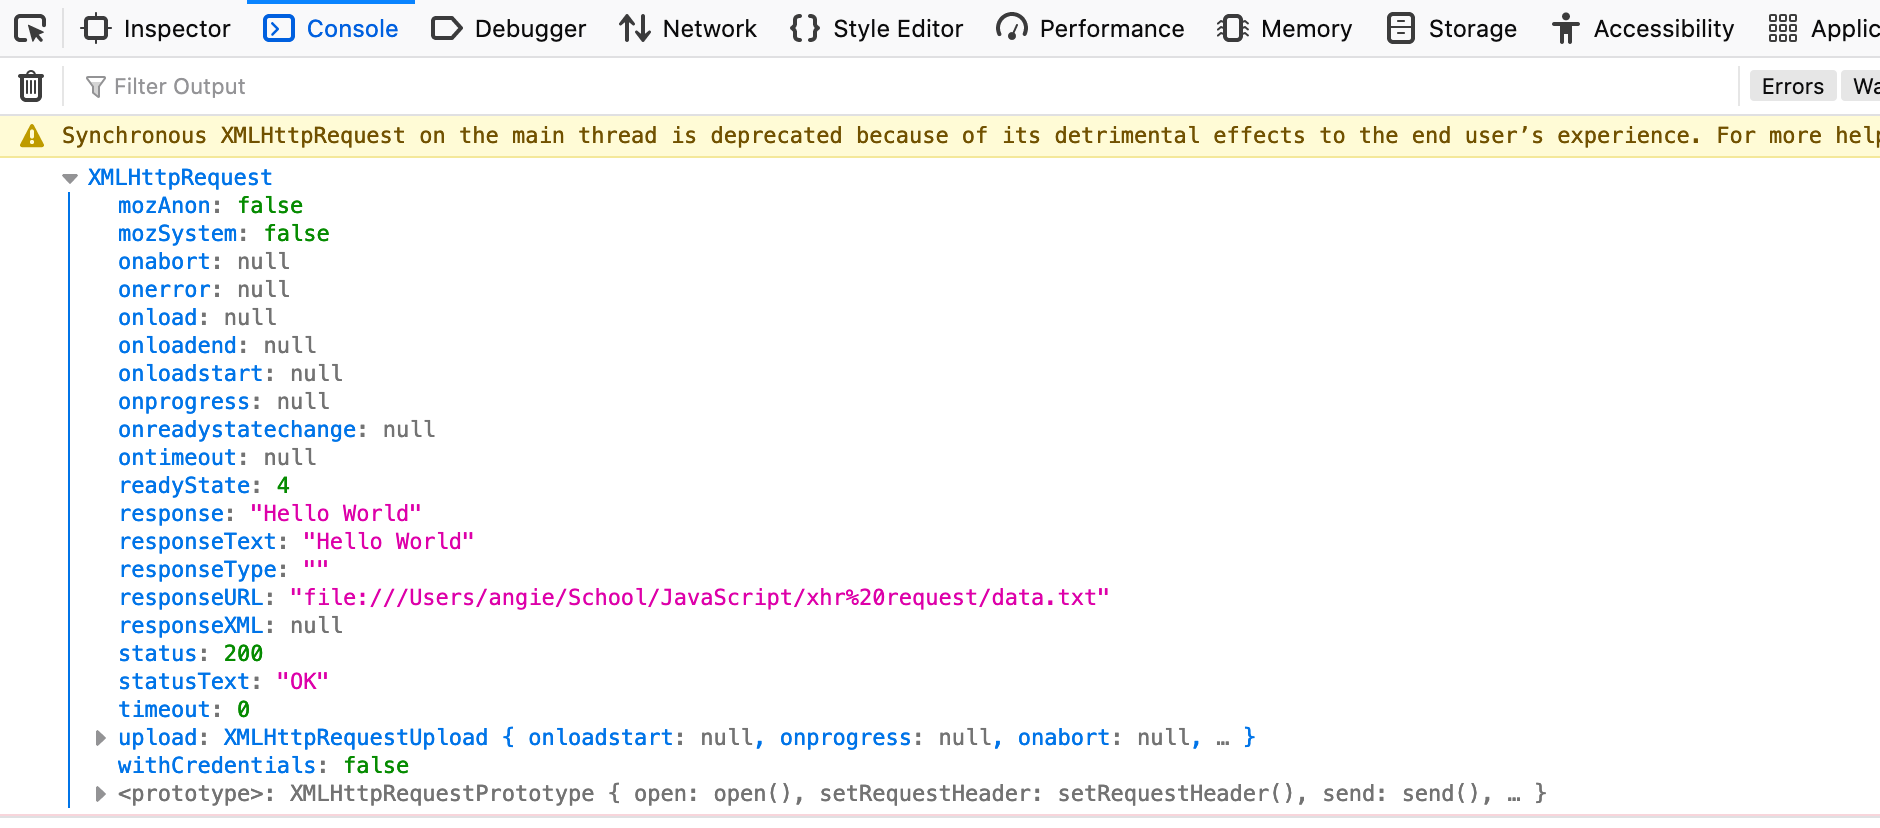 Inspector Console Debugger Network {} Style Editor Performance Memory Storage Accessibility Applic
Filter Output Errors Wa
Synchronous XMLHttpRequest on the main thread is deprecated because of its detrimental effects to the end user’s experience. For more help
XMLHttpRequest
mozAnon: false
mozSystem: false
onabort: null
onerror: null
onload: null
onloadend: null
onloadstart: null
onprogress: null
onreadystatechange: null
ontimeout: null
readyState: 4
response: "Hello World"
responseText: "Hello World"
responseType: ""
responseURL: "file:///Users/angie/School/JavaScript/xhr%20request/data.txt"
responseXML: null
status: 200
statusText: "OK"
timeout: 0
upload: XMLHttpRequestUpload { onloadstart: null, onprogress: null, onabort: null, … }
withCredentials: false
<prototype>: XMLHttpRequestPrototype { open: open(), setRequestHeader: setRequestHeader(), send: send(), … }